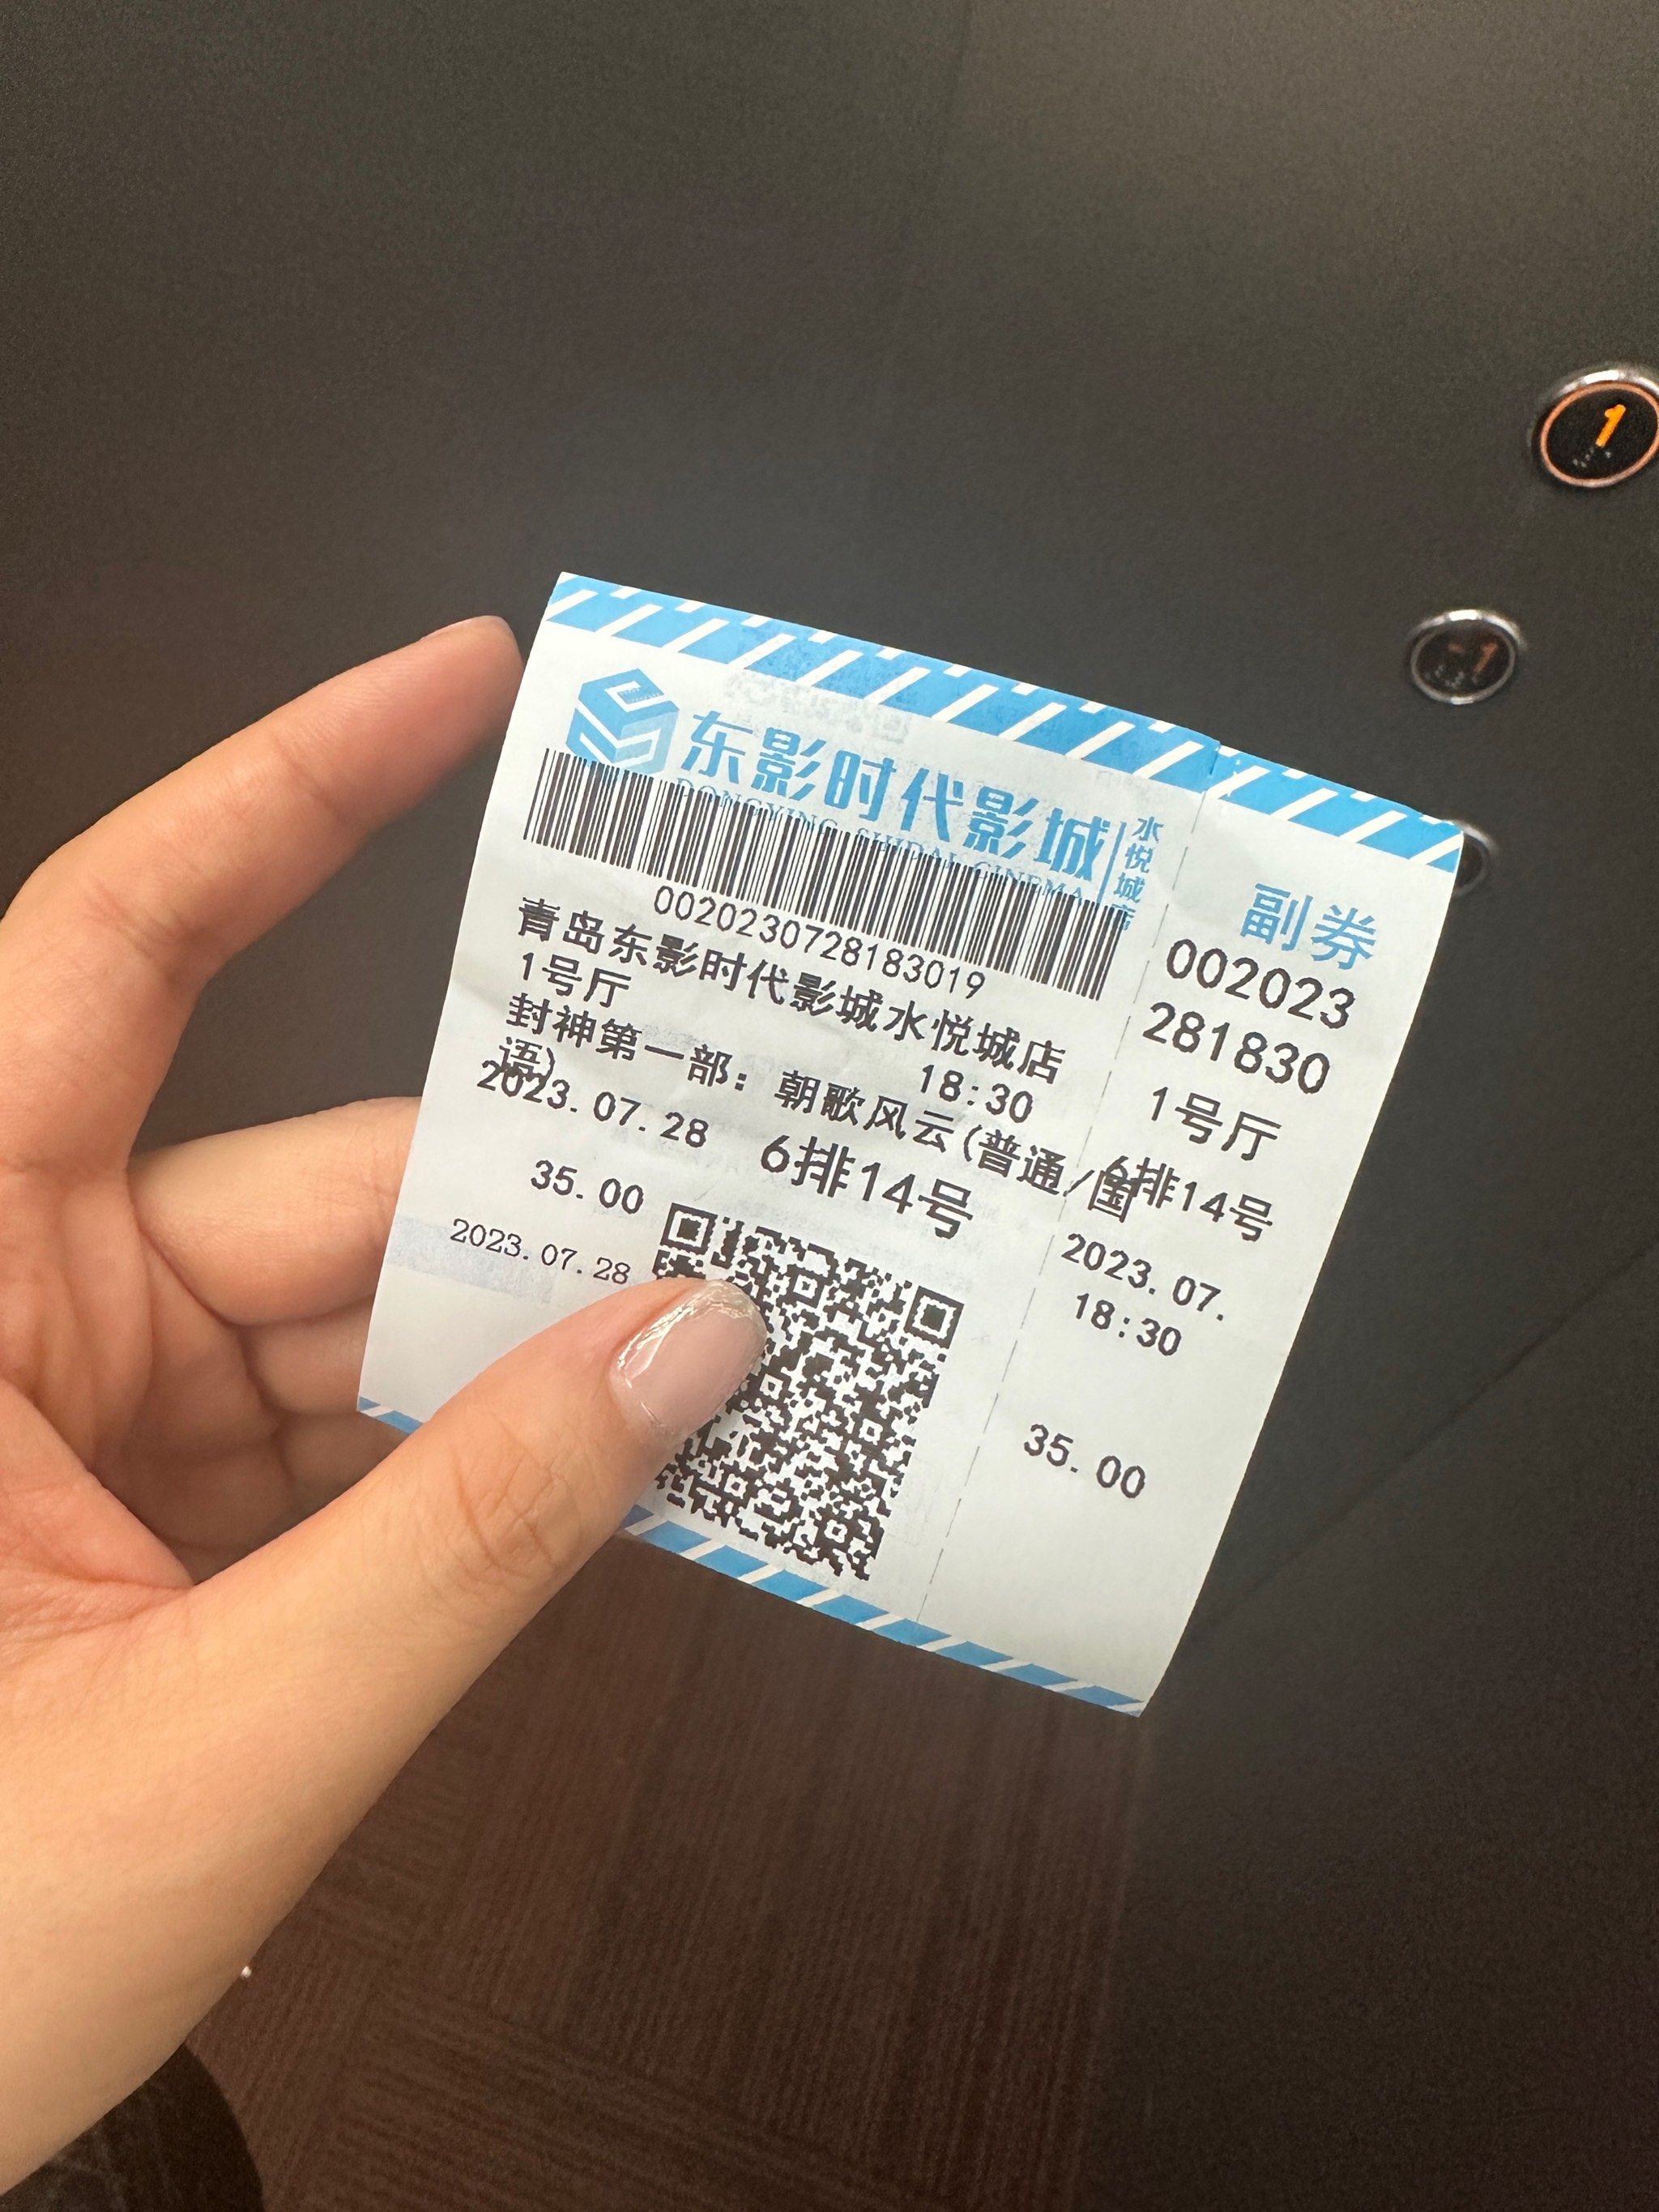 东影时代影城
水悦城店
DONGYING SHIDAI CINEMA
002023072818​3019
青岛东影时代影城水悦城店
1号厅 18:30
封神第一部：朝歌风云(普通/国
语)
2023.07.28 6排14号
35.00
2023.07.28
副券
002023
281830
1号厅
6排14号
2023.07.
18:30
35.00
1
-1